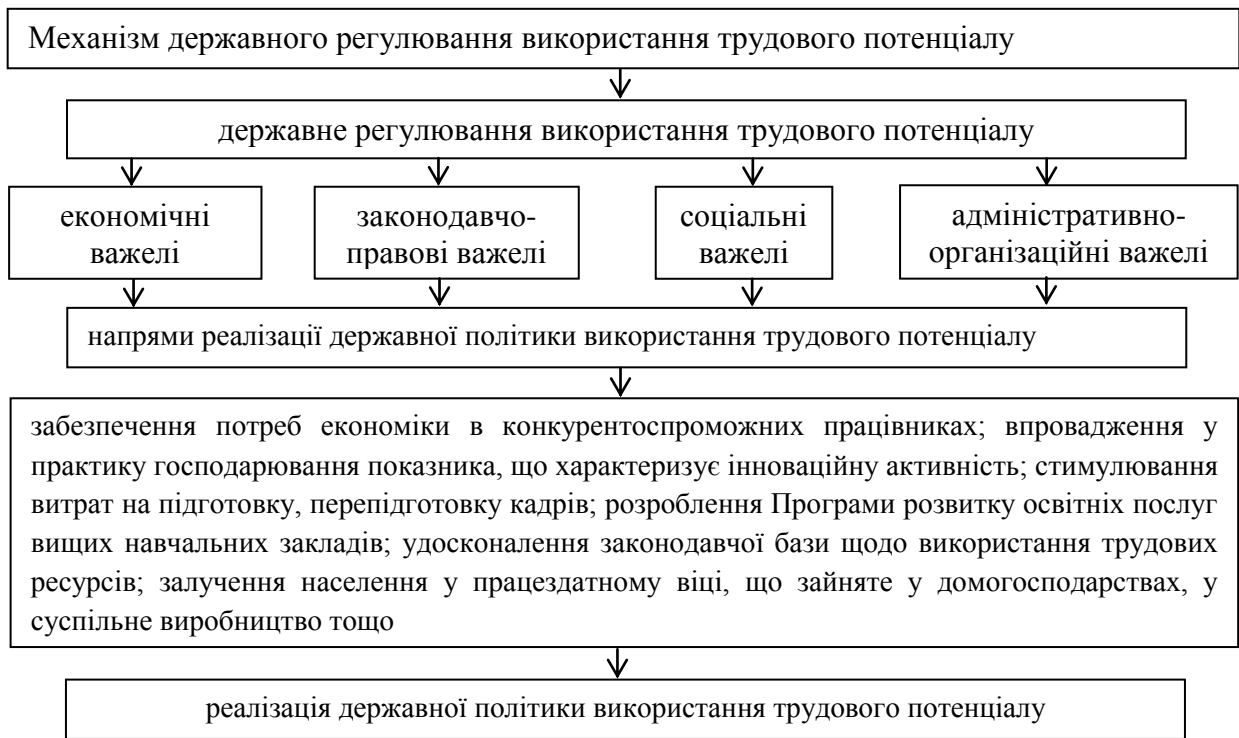 Механізм державного регулювання використання трудового потенціалу
державне регулювання використання трудового потенціалу
економічні
важелі
законодавчо-
правові важелі
соціальні
важелі
адміністративно-
організаційні важелі
напрями реалізації державної політики використання трудового потенціалу
забезпечення потреб економіки в конкурентоспроможних працівниках; впровадження у
практику господарювання показника, що характеризує інноваційну активність; стимулювання
витрат на підготовку, перепідготовку кадрів; розроблення Програми розвитку освітніх послуг
вищих навчальних закладів; удосконалення законодавчої бази щодо використання трудових
ресурсів; залучення населення у працездатному віці, що зайняте у домогосподарствах, у
суспільне виробництво тощо
реалізація державної політики використання трудового потенціалу